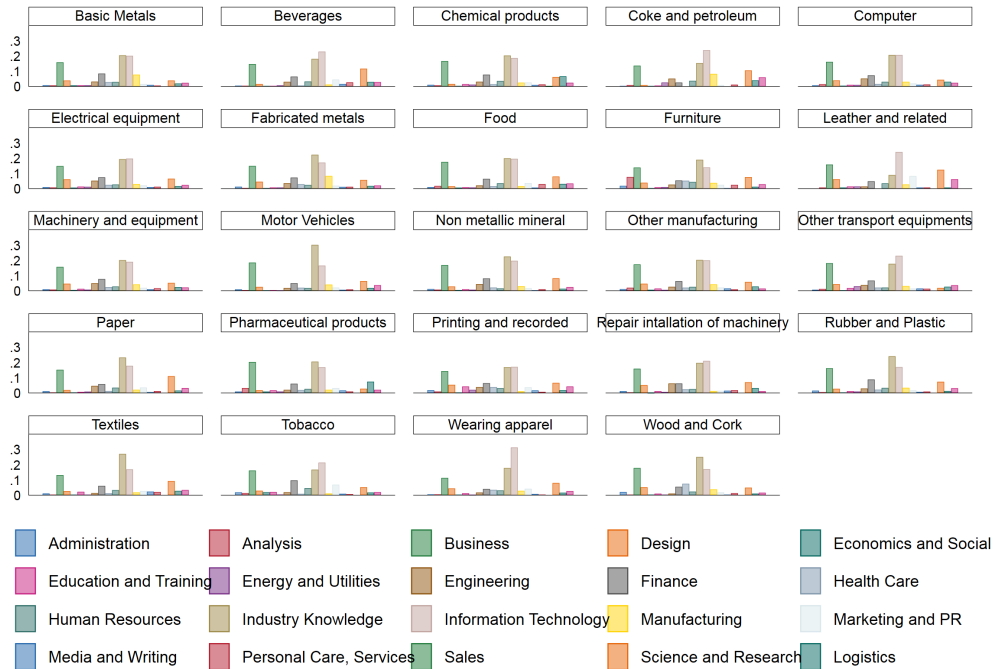 Basic Metals Beverages Chemical products Coke and petroleum Computer
.3
.2
.1
0
Electrical equipment Fabricated metals Food Furniture Leather and related
.3
.2
.1
0
Machinery and equipment Motor Vehicles Non metallic mineral Other manufacturing Other transport equipments
.3
.2
.1
0
Paper Pharmaceutical products Printing and recorded Repair intallation of machinery Rubber and Plastic
.3
.2
.1
0
Textiles Tobacco Wearing apparel Wood and Cork
.3
.2
.1
0
Administration Analysis Business Design Economics and Social
Education and Training Energy and Utilities Engineering Finance Health Care
Human Resources Industry Knowledge Information Technology Manufacturing Marketing and PR
Media and Writing Personal Care, Services Sales Science and Research Logistics